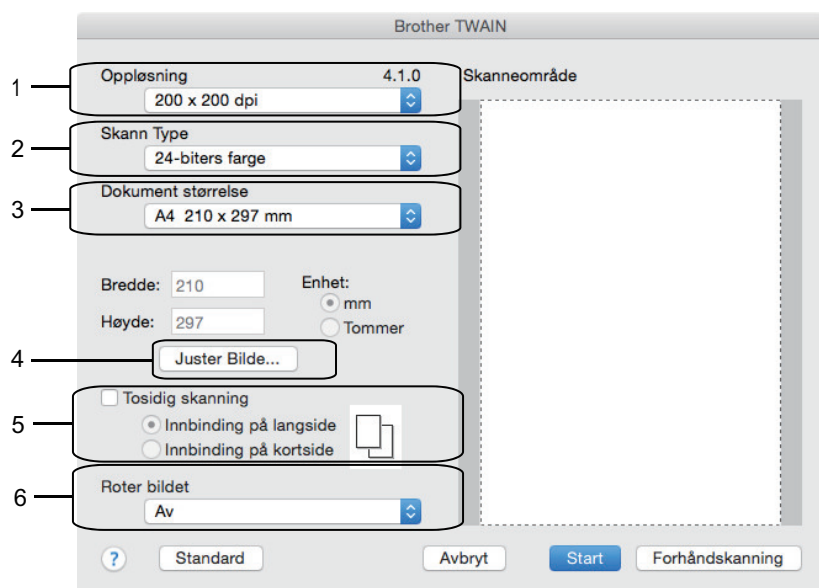 Brother TWAIN
1
Oppløsning 4.1.0
200 x 200 dpi
Skanneområde
2
Skann Type
24-biters farge
3
Dokument størrelse
A4 210 x 297 mm
Bredde: 210
Enhet:
mm
Høyde: 297
Tommer
4
Juster Bilde...
5
Tosidig skanning
Innbinding på langside
Innbinding på kortside
6
Roter bildet
Av
? Standard Avbryt Start Forhåndskanning